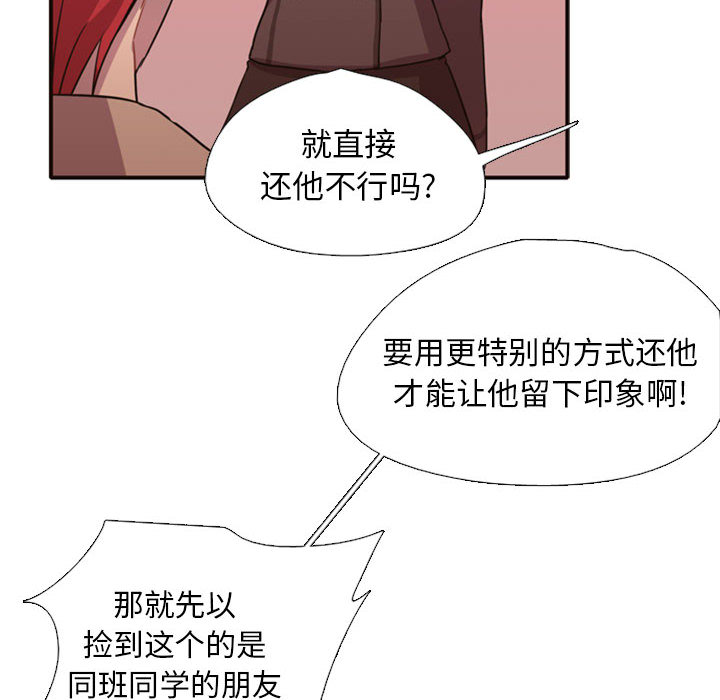 就直接
还他不行吗?
要用更特别的方式还他
才能让他留下印象啊!
那就先以
捡到这个的是
同班同学的朋友